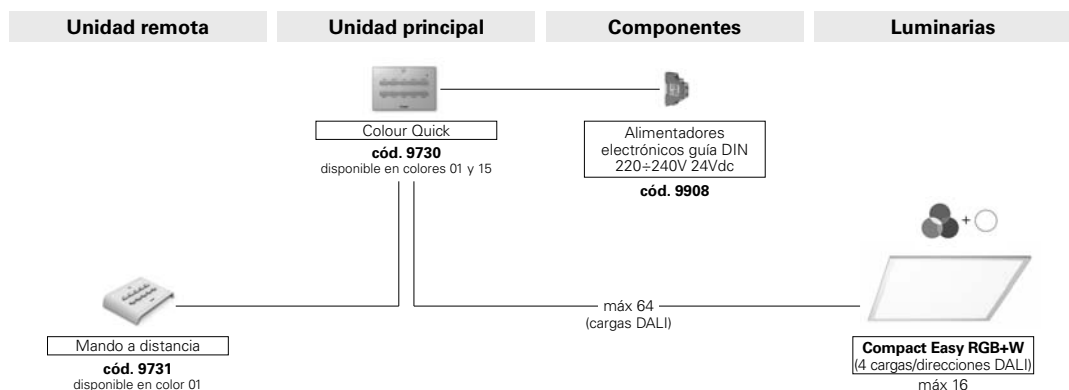 Unidad remota
Unidad principal
Componentes
Luminarias
Colour Quick
cód. 9730
disponible en colores 01 y 15
Alimentadores
electrónicos guía DIN
220÷240V 24Vdc
cód. 9908
+
máx 64
(cargas DALI)
Mando a distancia
cód. 9731
disponible en color 01
Compact Easy RGB+W
(4 cargas/direcciones DALI)
máx 16